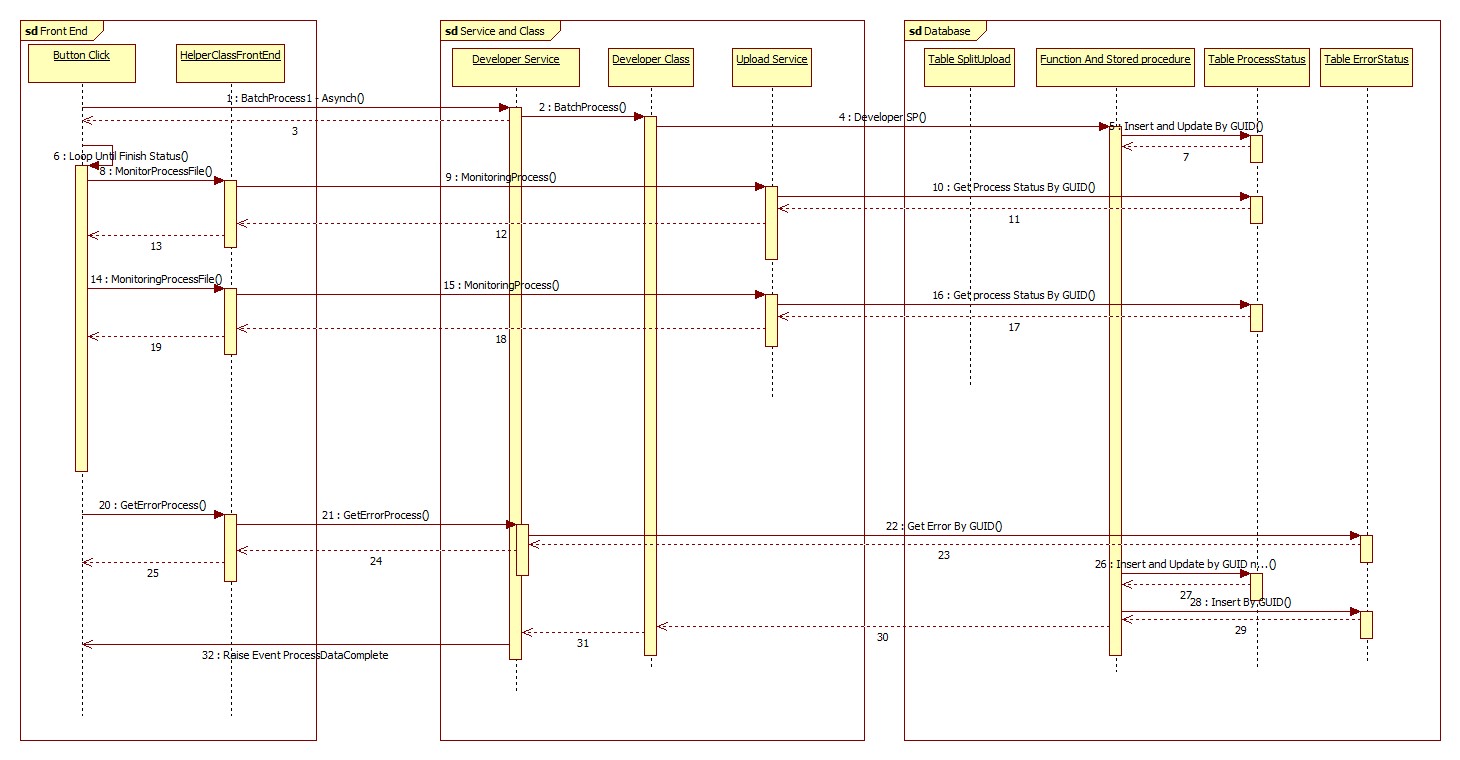 sd Front End
sd Service and Class
sd Database
Button Click
HelperClassFrontEnd
Developer Service
Developer Class
Upload Service
Table SplitUpload
Function And Stored procedure
Table ProcessStatus
Table ErrorStatus
1 : BatchProcess1 - Asynch()
2 : BatchProcess()
3
4 : Developer SP()
5 : Insert and Update By GUID()
6 : Loop Until Finish Status()
7
8 : MonitorProcessFile()
9 : MonitoringProcess()
10 : Get Process Status By GUID()
11
12
13
14 : MonitoringProcessFile()
15 : MonitoringProcess()
16 : Get process Status By GUID()
17
18
19
20 : GetErrorProcess()
21 : GetErrorProcess()
22 : Get Error By GUID()
23
24
25
26 : Insert and Update by GUID n...()
27
28 : Insert By GUID()
29
30
31
32 : Raise Event ProcessDataComplete